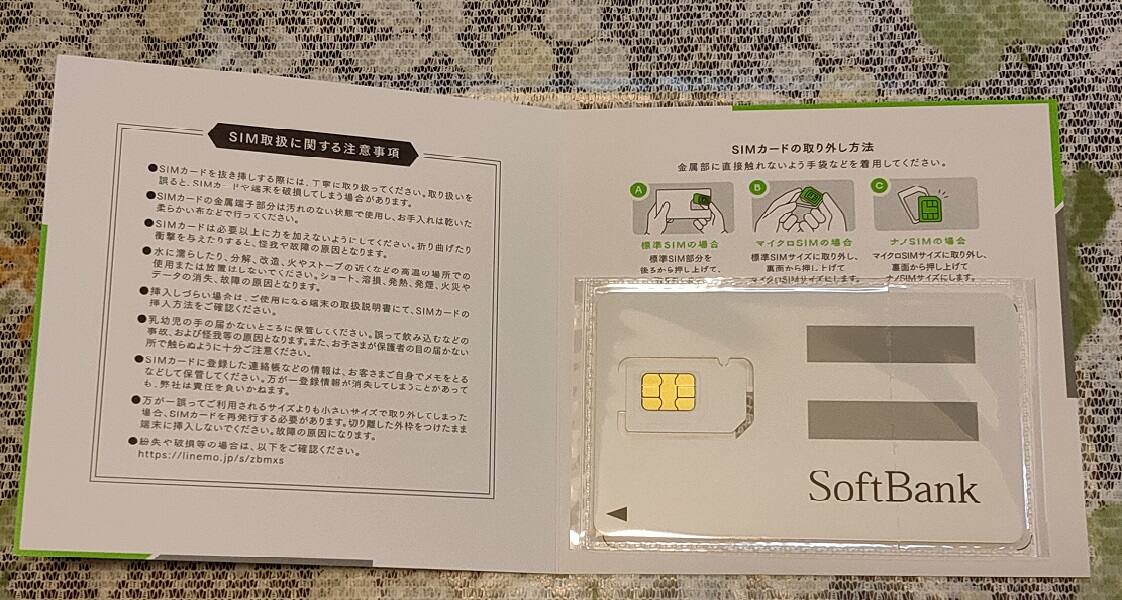 SIM取扱に関する注意事項
●SIMカードを抜き挿しする際には、丁寧に取り扱ってください。取り扱いを
誤ると、SIMカードや端末を破損してしまう場合があります。
●SIMカードの金属端子部分は汚れのない状態で使用し、お手入れは乾いた
柔らかい布などで行ってください。
●SIMカードは必要以上に力を加えないようにしてください。折り曲げたり
衝撃を与えたりすると、怪我や故障の原因となります。
●水に濡らしたり、分解、改造、火やストーブの近くなどの高温の場所での
使用または放置はしないでください。ショート、溶損、発熱、発煙、火災や
データの消失、故障の原因となります。
●挿入しづらい場合は、ご使用になる端末の取扱説明書にて、SIMカードの
挿入方法をご確認ください。
●乳幼児の手の届かないところに保管してください。誤って飲み込むなどの
事故、および怪我等の原因となります。また、お子さまが保護者の目の届かない
所で触らぬように十分ご注意ください。
●SIMカードに登録した連絡帳などの情報は、お客さまご自身でメモをとる
などして保管してください。万が一登録情報が消失してしまうことがあって
も、弊社は責任を負いかねます。
●万が一誤ってご利用されるサイズよりも小さいサイズで取り外してしまった
場合、SIMカードを再発行する必要があります。切り離した外枠をつけたまま
端末に挿入しないでください。故障の原因になります。
●紛失や破損等の場合は、以下をご確認ください。
https://linemo.jp/s/zbmxs
SIMカードの取り外し方法
金属部に直接触れないよう手袋などを着用してください。
A
標準SIMの場合
標準SIM部分を
後ろから押し上げて、
B
マイクロSIMの場合
標準SIMサイズに取り外し、
裏面から押し上げて
マイクロSIMサイズにします。
C
ナノSIMの場合
マイクロSIMサイズに取り外し、
裏面から押し上げて
ナノSIMサイズにします。
SoftBank